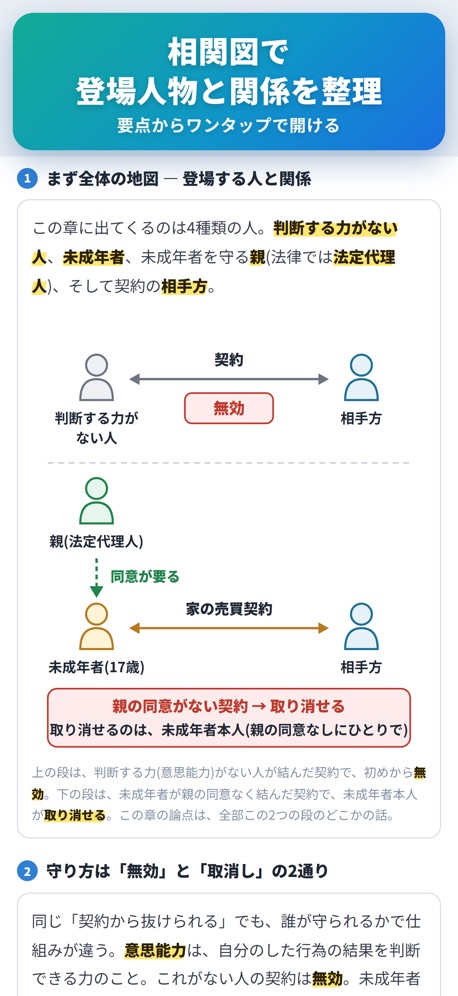 相関図で
登場人物と関係を整理
要点からワンタップで開ける
1 まず全体の地図 — 登場する人と関係
この章に出てくるのは4種類の人。判断する力がない
人、未成年者、未成年者を守る親(法律では法定代理
人)、そして契約の相手方。
契約
無効
判断する力が
ない人
相手方
親(法定代理人)
同意が要る
家の売買契約
未成年者(17歳)
相手方
親の同意がない契約 → 取り消せる
取り消せるのは、未成年者本人(親の同意なしにひとりで)
上の段は、判断する力(意思能力)がない人が結んだ契約で、初めから無
効。下の段は、未成年者が親の同意なく結んだ契約で、未成年者本人
が取り消せる。この章の論点は、全部この2つの段のどこかの話。
2 守り方は「無効」と「取消し」の2通り
同じ「契約から抜けられる」でも、誰が守られるかで仕
組みが違う。意思能力は、自分のした行為の結果を判断
できる力のこと。これがない人の契約は無効。未成年者